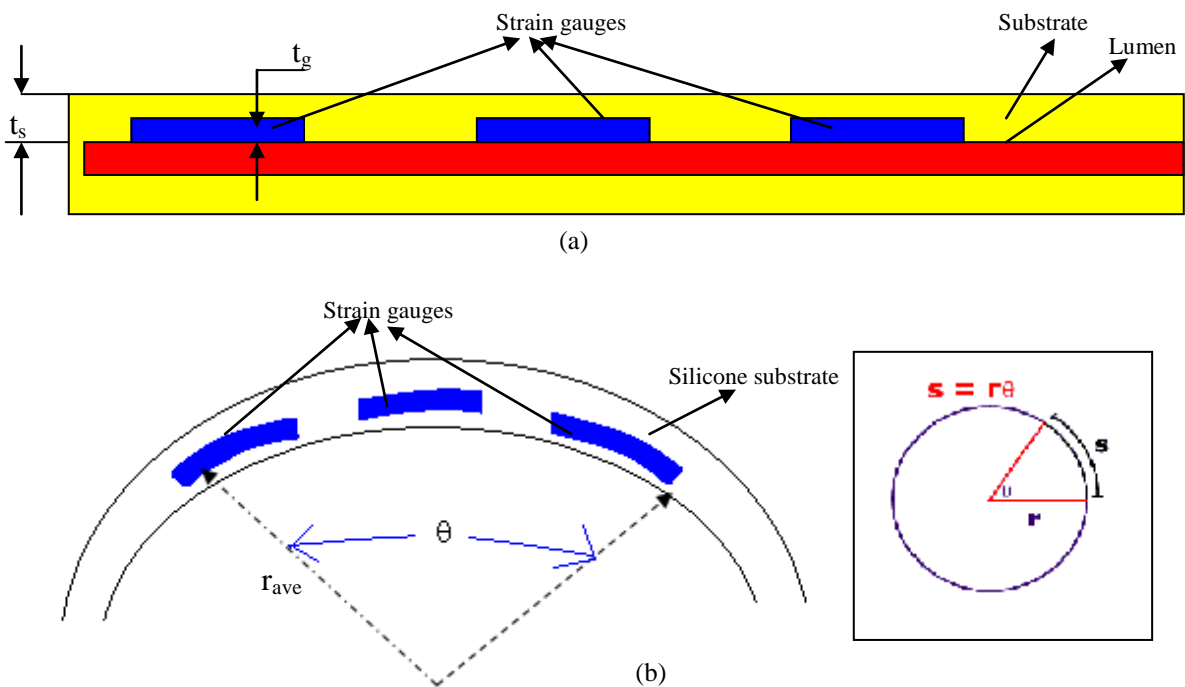 Strain gauges
Substrate
Lumen
t_g
t_s
(a)
Strain gauges
Silicone substrate
θ
r_ave
(b)
s = rθ
s
θ
r